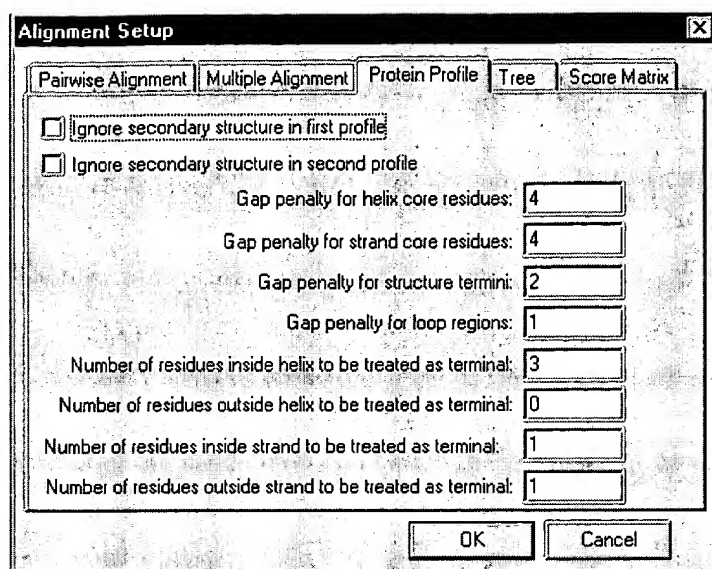 Alignment Setup
Pairwise Alignment Multiple Alignment Protein Profile Tree Score Matrix
Ignore secondary structure in first profile
Ignore secondary structure in second profile
Gap penalty for helix core residues: 4
Gap penalty for strand core residues: 4
Gap penalty for structure termini: 2
Gap penalty for loop regions: 1
Number of residues inside helix to be treated as terminal: 3
Number of residues outside helix to be treated as terminal: 0
Number of residues inside strand to be treated as terminal: 1
Number of residues outside strand to be treated as terminal: 1
OK Cancel